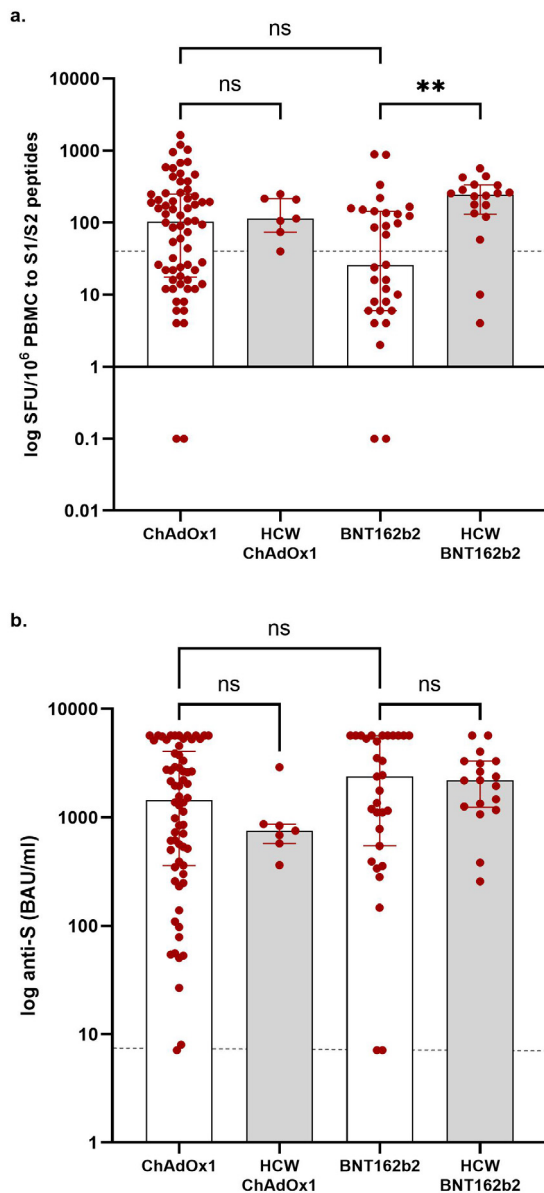 a.
ns
ns
**
log SFU/10⁶ PBMC to S1/S2 peptides
10000
1000
100
10
1
0.1
0.01
ChAdOx1
HCW
ChAdOx1
BNT162b2
HCW
BNT162b2
b.
ns
ns
ns
log anti-S (BAU/ml)
10000
1000
100
10
1
ChAdOx1
HCW
ChAdOx1
BNT162b2
HCW
BNT162b2